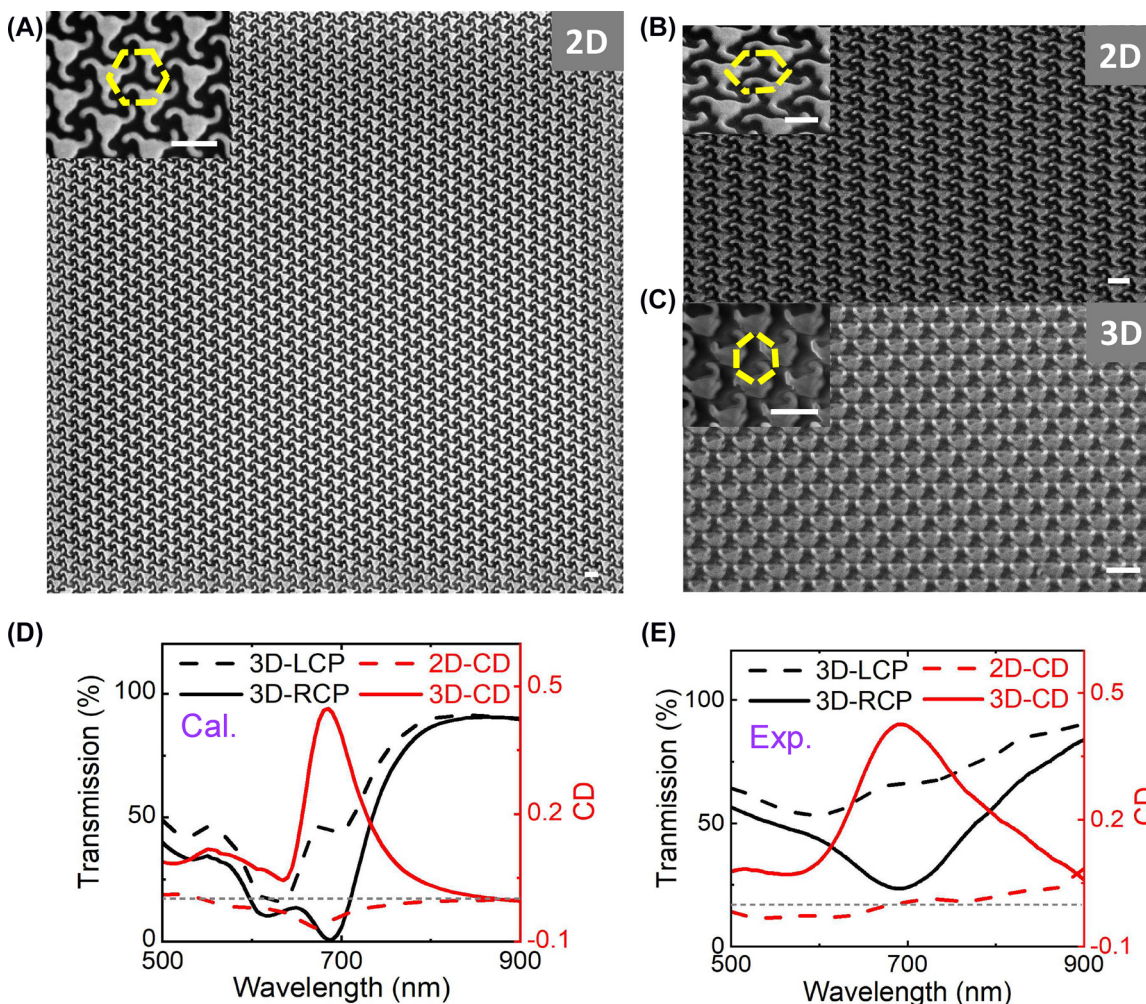 (A)
2D
(B)
2D
(C)
3D
(D)
3D-LCP
2D-CD
3D-RCP
3D-CD
Cal.
Transmission (%)
100
50
0
0.5
0.2
-0.1
CD
500
700
900
Wavelength (nm)
(E)
3D-LCP
2D-CD
3D-RCP
3D-CD
Exp.
Tranmission (%)
100
50
0
0.5
0.2
-0.1
CD
500
700
900
Wavelength (nm)